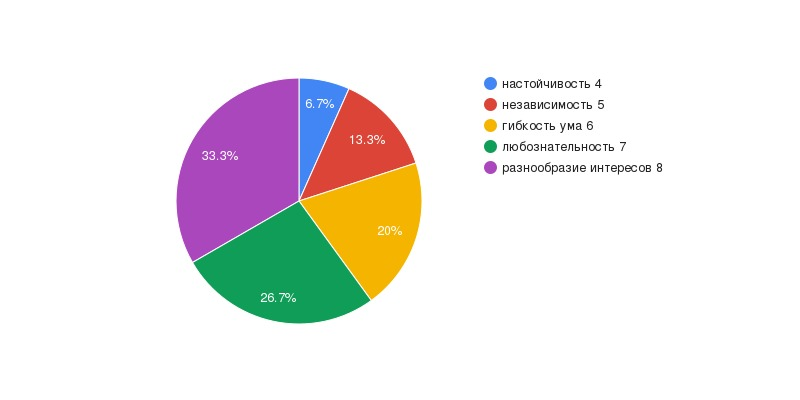 6.7%
13.3%
33.3%
20%
26.7%
настойчивость 4
независимость 5
гибкость ума 6
любознательность 7
разнообразие интересов 8